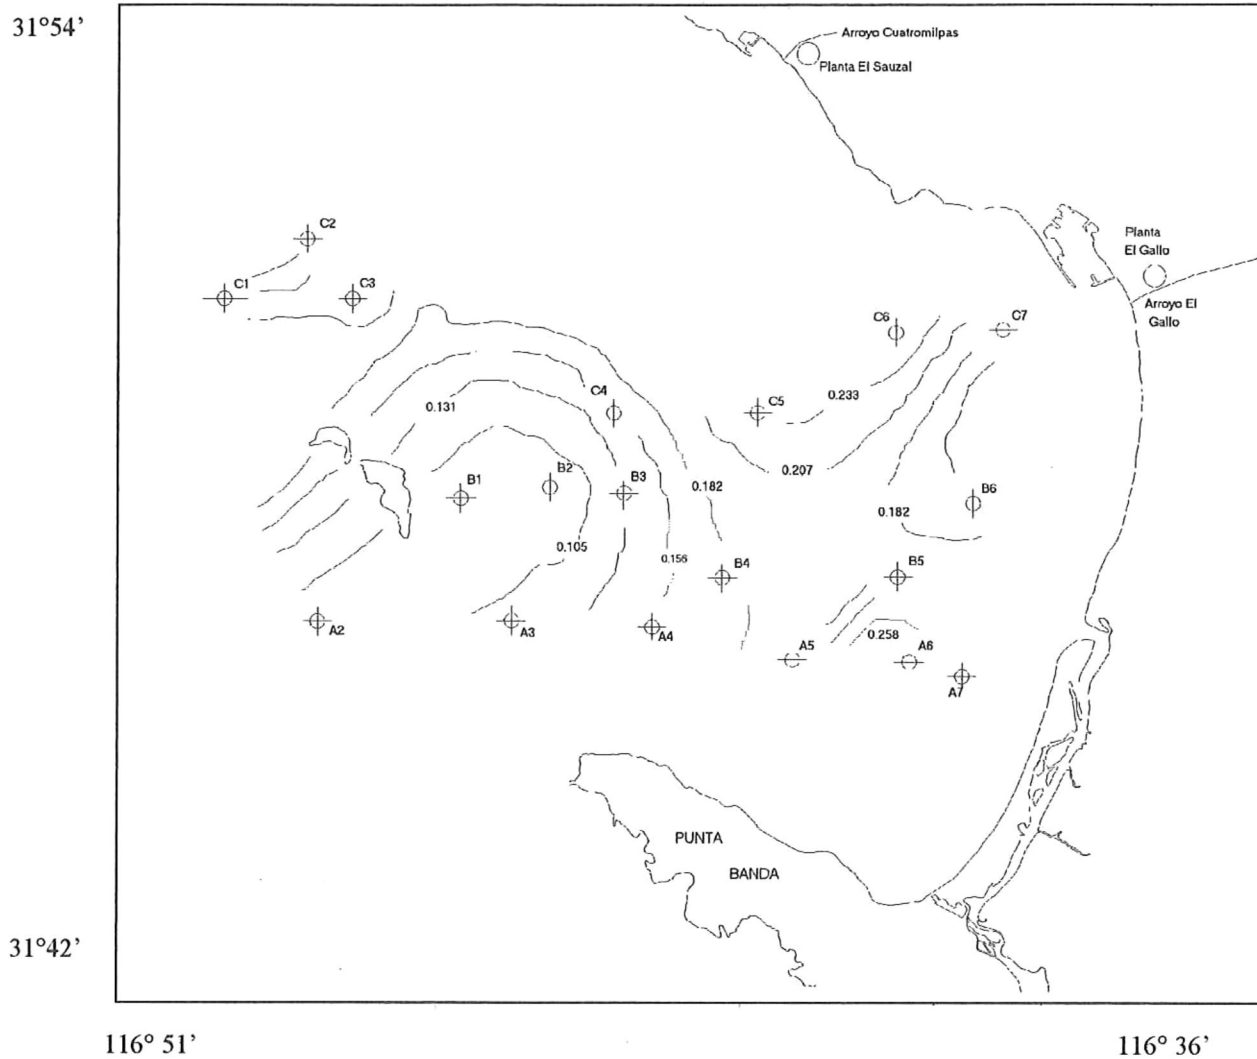 31°54’
Arroyo Cuatromilpas
Planta El Sauzal
C2
Planta
El Gallo
C1
C3
Arroyo El
Gallo
C6
C7
0.233
C4
C5
0.131
0.207
B1
B2
B3
0.182
B6
0.182
0.105
0.156
B4
B5
A2
A3
A4
A5
0.258
A6
A7
PUNTA
BANDA
31°42’
116° 51’
116° 36’